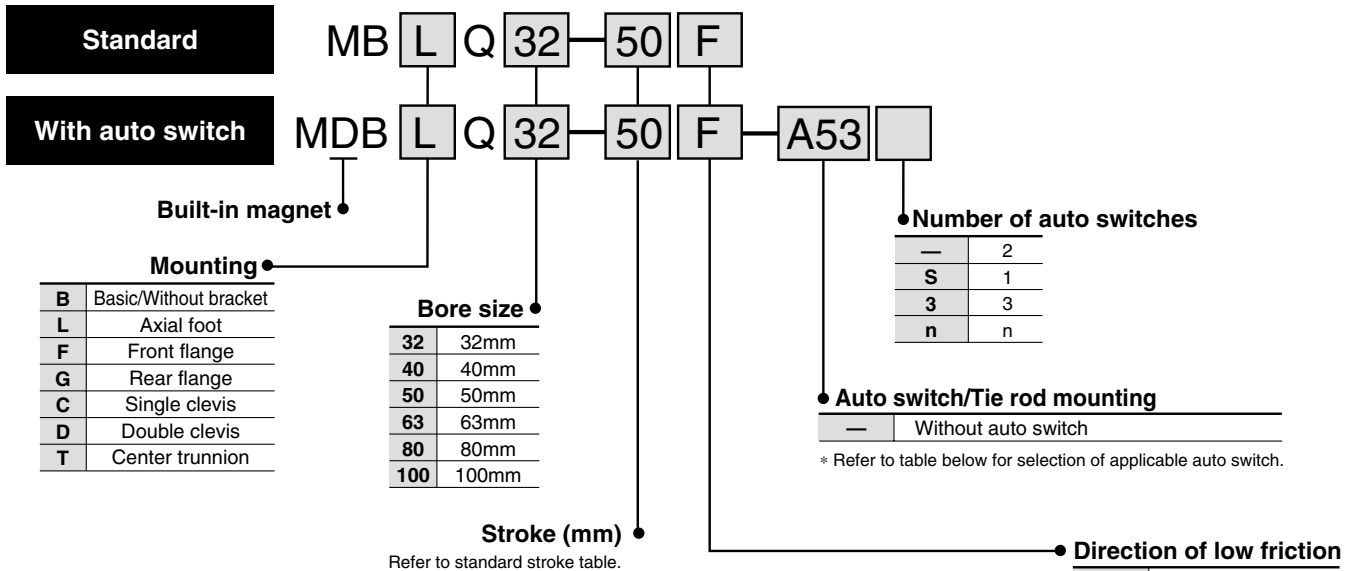 Standard MB L Q 32 50 F
With auto switch MDB L Q 32 50 F A53
Built-in magnet
Number of auto switches
— 2
S 1
3 3
n n
Mounting
B Basic/Without bracket
L Axial foot
F Front flange
G Rear flange
C Single clevis
D Double clevis
T Center trunnion
Bore size
32 32mm
40 40mm
50 50mm
63 63mm
80 80mm
100 100mm
Auto switch/Tie rod mounting
— Without auto switch
* Refer to table below for selection of applicable auto switch.
Stroke (mm)
Refer to standard stroke table.
Direction of low friction